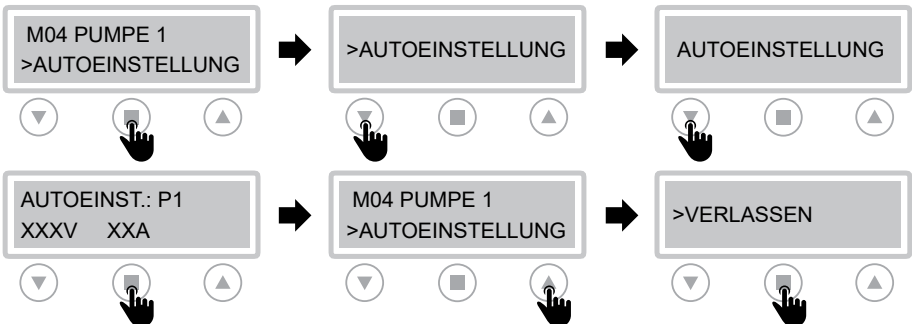 M04 PUMPE 1
>AUTOEINSTELLUNG
>AUTOEINSTELLUNG
AUTOEINSTELLUNG
AUTOEINST.: P1
XXXV XXA
M04 PUMPE 1
>AUTOEINSTELLUNG
>VERLASSEN